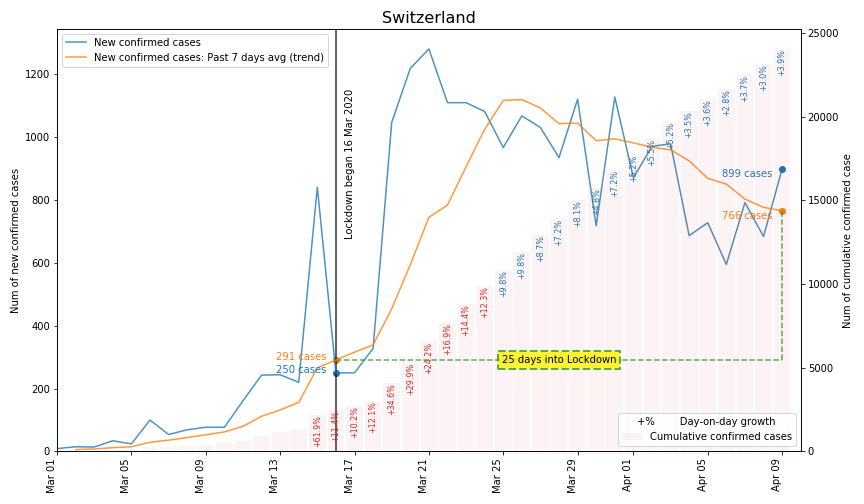 Switzerland
New confirmed cases
New confirmed cases: Past 7 days avg (trend)
Lockdown began 16 Mar 2020
Num of new confirmed cases
Num of cumulative confirmed case
0
200
400
600
800
1000
1200
0
5000
10000
15000
20000
25000
291 cases
250 cases
899 cases
766 cases
25 days into Lockdown
+61.9%
+11.4%
+10.2%
+12.1%
+34.6%
+29.9%
+24.2%
+16.9%
+14.4%
+12.3%
+9.8%
+9.8%
+8.7%
+7.2%
+8.1%
+4.8%
+7.2%
+5.2%
+5.5%
+5.2%
+3.5%
+3.6%
+2.8%
+3.7%
+3.0%
+3.9%
+% Day-on-day growth
Cumulative confirmed cases
Mar 01
Mar 05
Mar 09
Mar 13
Mar 17
Mar 21
Mar 25
Mar 29
Apr 01
Apr 05
Apr 09